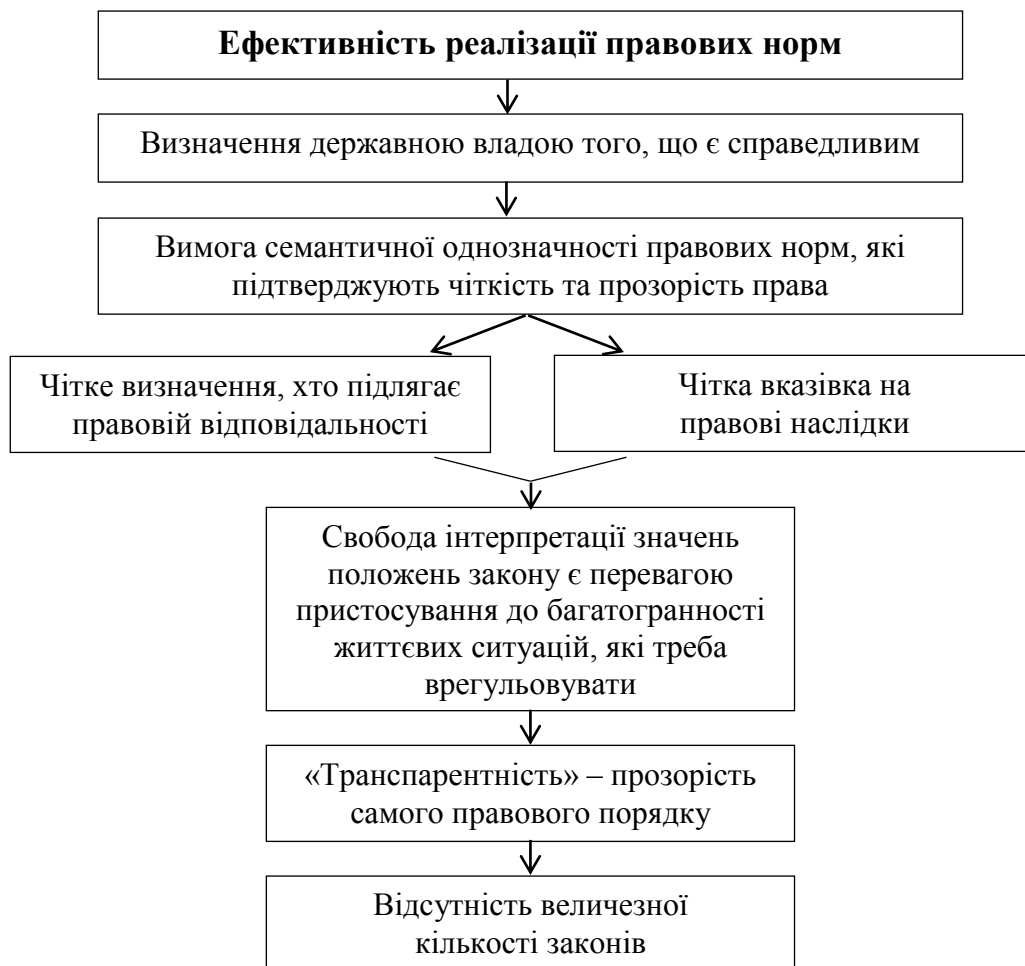 Ефективність реалізації правових норм
Визначення державною владою того, що є справедливим
Вимога семантичної однозначності правових норм, які
підтверджують чіткість та прозорість права
Чітке визначення, хто підлягає
правовій відповідальності
Чітка вказівка на
правові наслідки
Свобода інтерпретації значень
положень закону є перевагою
пристосування до багатогранності
життєвих ситуацій, які треба
врегульовувати
«Транспарентність» – прозорість
самого правового порядку
Відсутність величезної
кількості законів